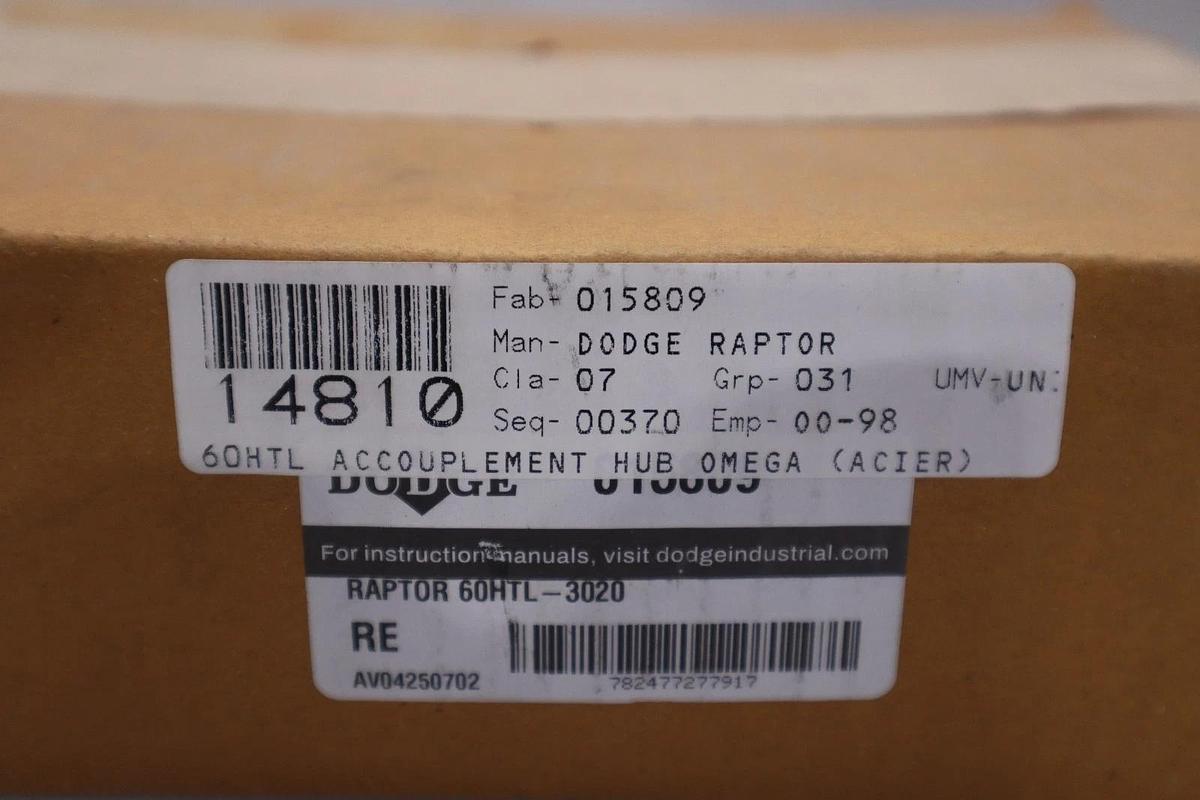 Fab- 015809
Man- DODGE RAPTOR
Cla- 07 Grp- 031 UMV-UN
14810
Seq- 00370 Emp- 00-98
60HTL ACCOUPLEMENT HUB OMEGA (ACIER)
DODGE 015809
For instruction manuals, visit dodgeindustrial.com
RAPTOR 60HTL-3020
RE
AV04250702
782477277917